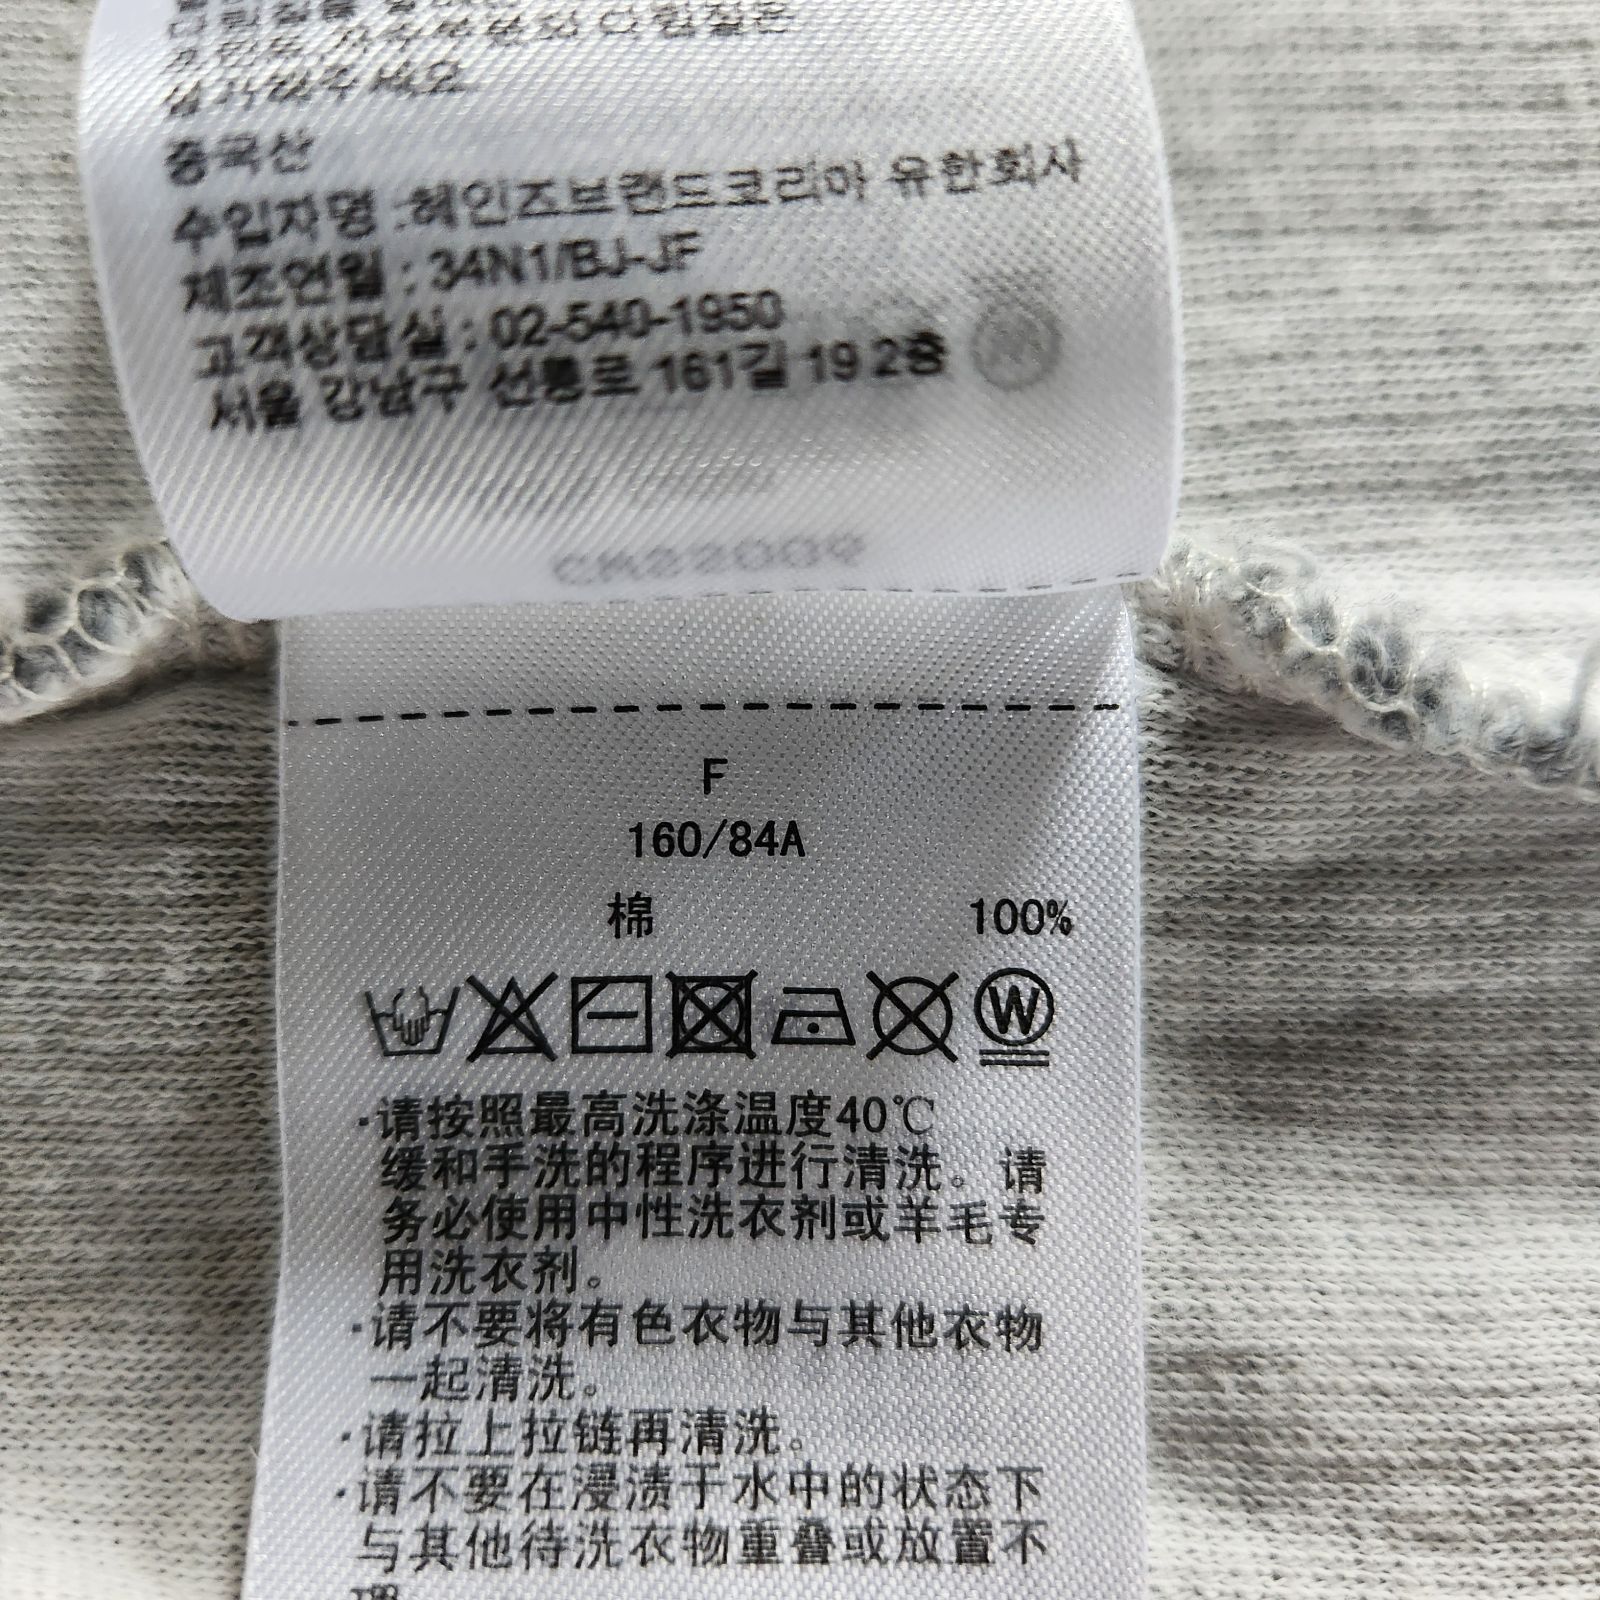 중국산
수입자명 :헤인즈브랜드코리아 유한회사
제조연월 : 34N1/BJ-JF
고객상담실 : 02-540-1950
서울 강남구 선릉로 161길 19 2층
F
160/84A
棉 100%
W
·请按照最高洗涤温度40℃
缓和手洗的程序进行清洗。请
务必使用中性洗衣剂或羊毛专
用洗衣剂。
·请不要将有色衣物与其他衣物
一起清洗。
·请拉上拉链再清洗。
·请不要在浸渍于水中的状态下
与其他待洗衣物重叠或放置不